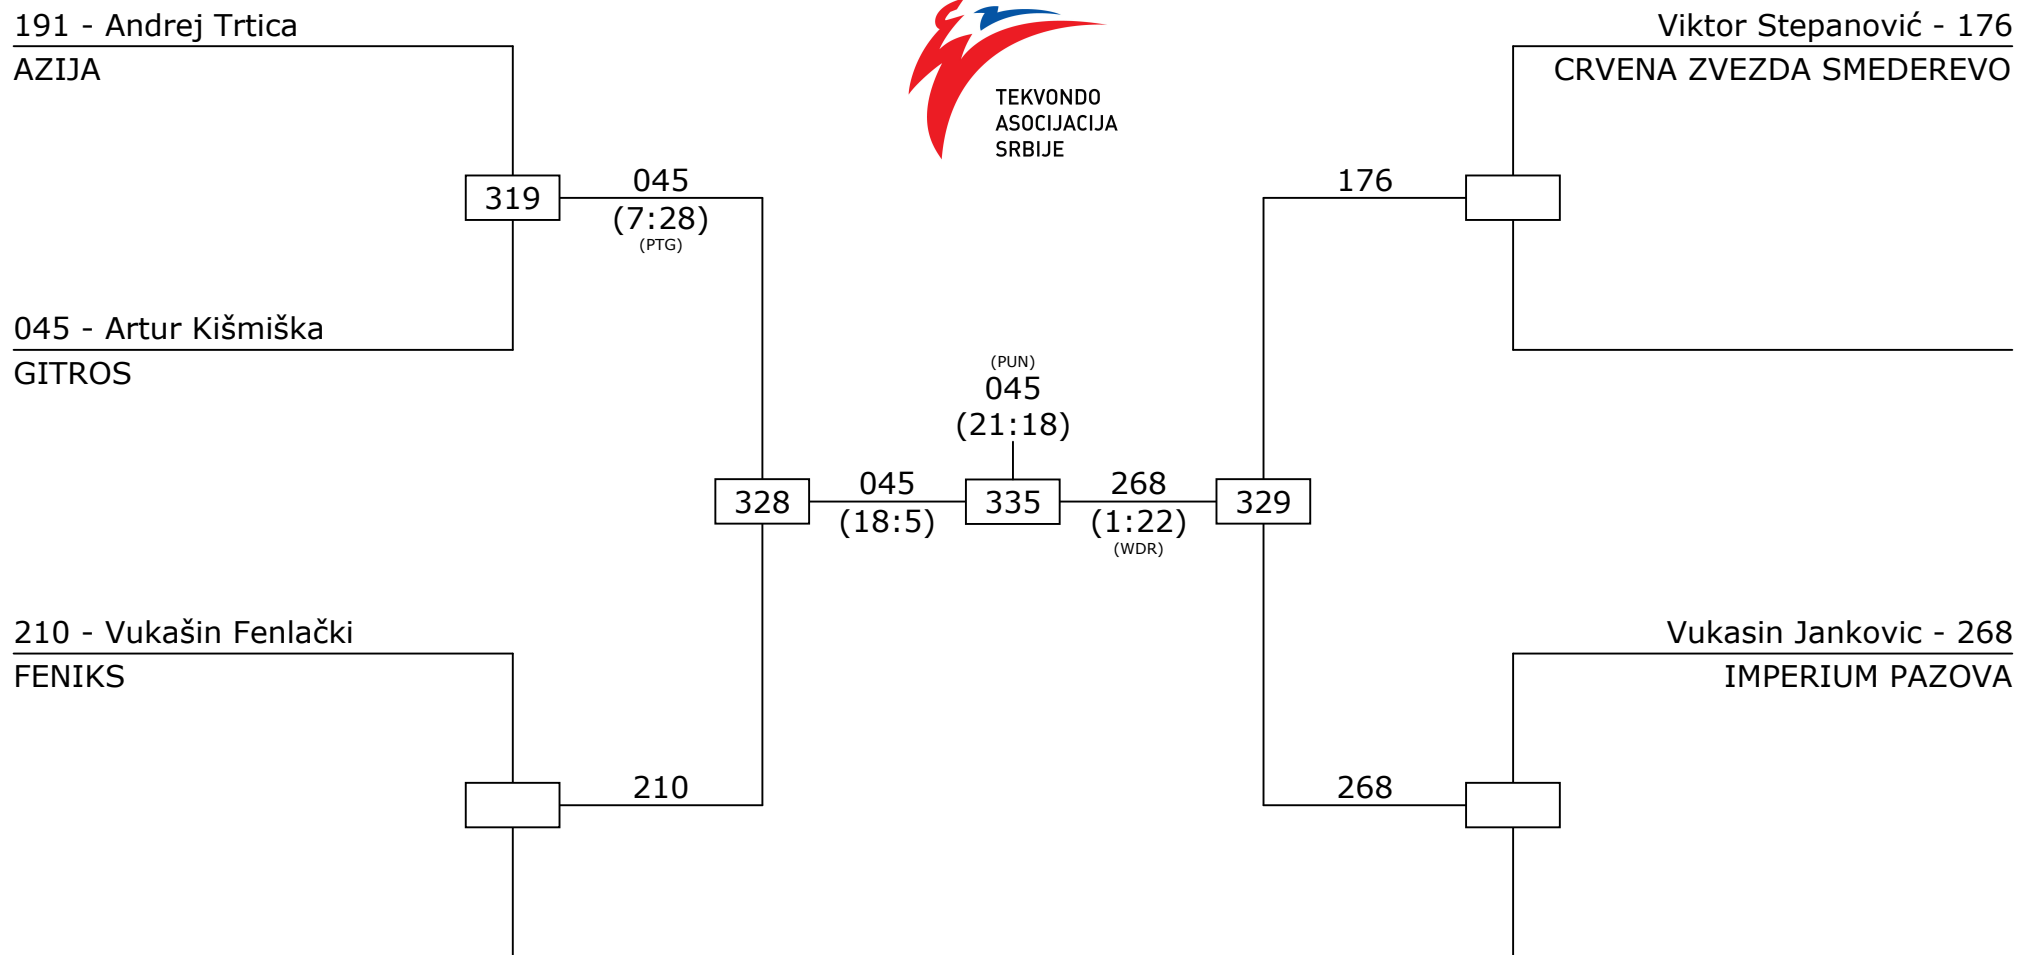 191 - Andrej Trtica
AZIJA
TEKVONDO
ASOCIJACIJA
SRBIJE
Viktor Stepanović - 176
CRVENA ZVEZDA SMEDEREVO
319
045
(7:28)
(PTG)
176
045 - Artur Kišmiška
GITROS
(PUN)
045
(21:18)
328
045
(18:5)
335
268
(1:22)
(WDR)
329
210 - Vukašin Fenlački
FENIKS
Vukasin Jankovic - 268
IMPERIUM PAZOVA
210
268